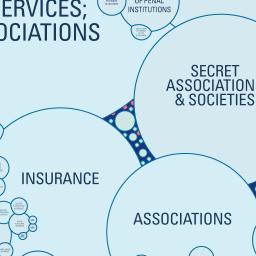 ERVICES;
OCIATIONS
OF PENAL
INSTITUTIONS
SECRET
ASSOCIATION
& SOCIETIES
INSURANCE
ASSOCIATIONS